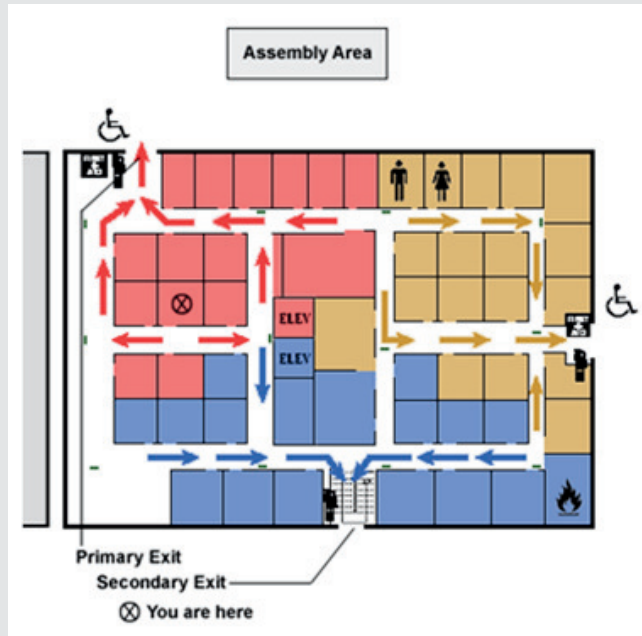 Assembly Area
ELEV
ELEV
Primary Exit
Secondary Exit
You are here